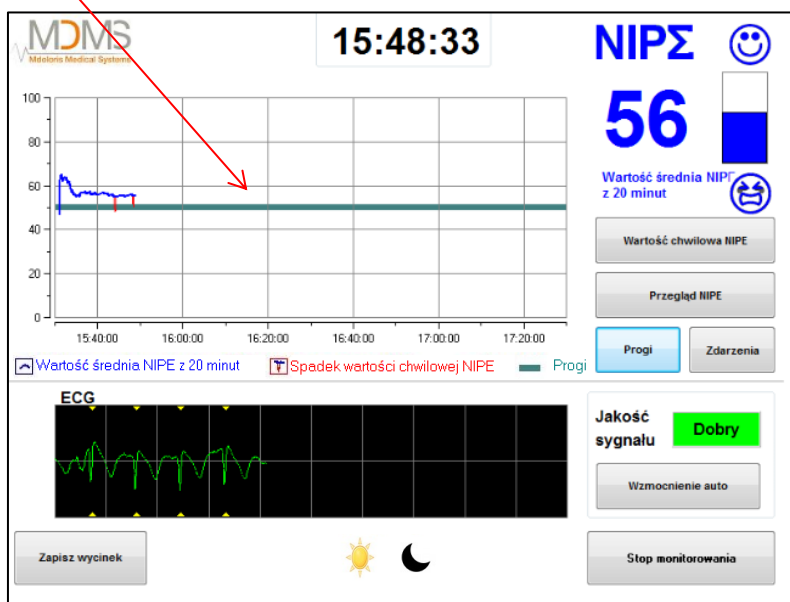 MDMS
Mdoloris Medical Systems
15:48:33
NIPΣ
56
Wartość średnia NIPE
z 20 minut
100
80
60
40
20
0
15:40:00 16:00:00 16:20:00 16:40:00 17:00:00 17:20:00
Wartość średnia NIPE z 20 minut Spadek wartości chwilowej NIPE Progi
Wartość chwilowa NIPE
Przegląd NIPE
Progi Zdarzenia
ECG
Jakość
sygnału
Dobry
Wzmocnienie auto
Zapisz wycinek
Stop monitorowania